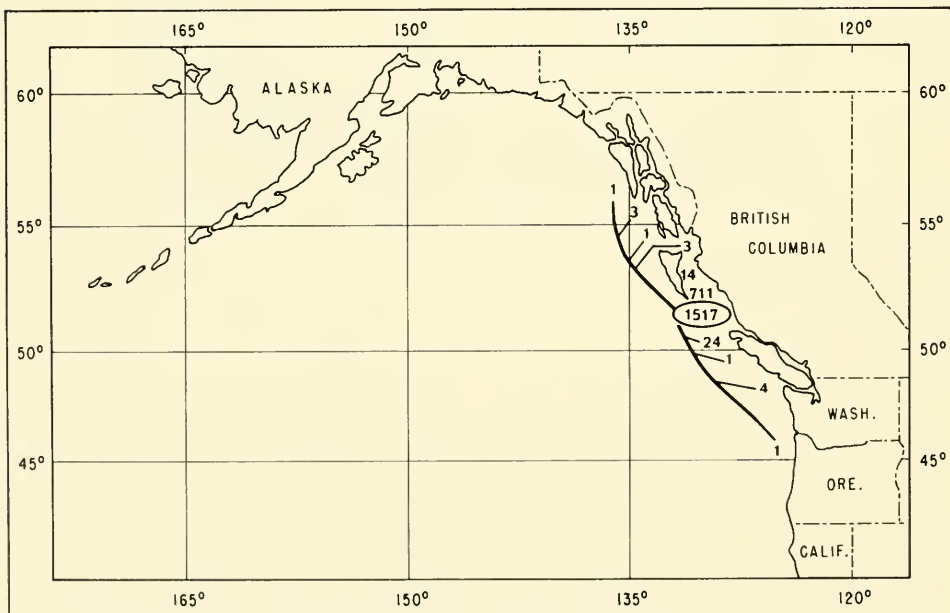 165° 150° 135° 120°
60° ALASKA 60°
1
3
55° BRITISH 55°
1
COLUMBIA
3
14
711
1517
24
50° 1 50°
4
WASH.
1
45° 45°
ORE.
CALIF.
165° 150° 135° 120°